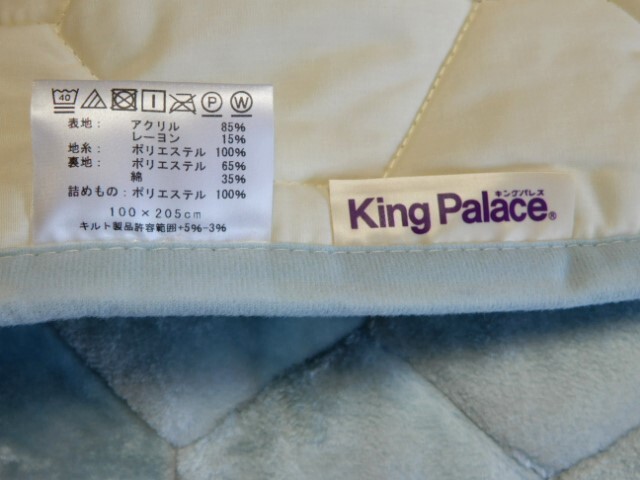 40
P W
表地: アクリル 85%
レーヨン 15%
地糸: ポリエステル 100%
裏地: ポリエステル 65%
綿 35%
詰めもの: ポリエステル 100%
100×205cm
キルト製品許容範囲+5%-3%
キングパレス
King Palace®